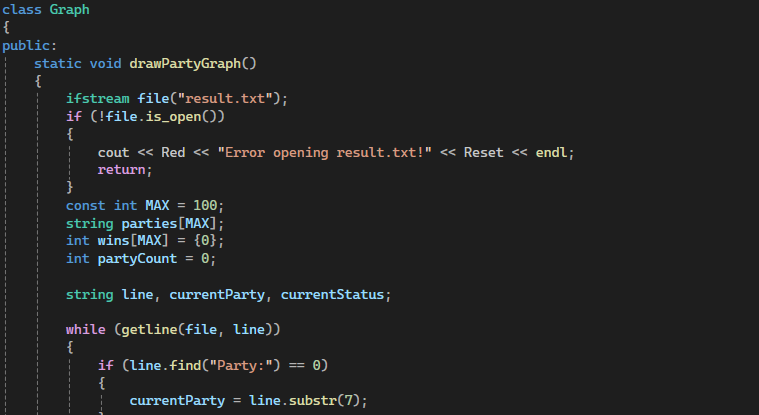 class Graph
{
public:
    static void drawPartyGraph()
    {
        ifstream file("result.txt");
        if (!file.is_open())
        {
            cout << Red << "Error opening result.txt!" << Reset << endl;
            return;
        }
        const int MAX = 100;
        string parties[MAX];
        int wins[MAX] = {0};
        int partyCount = 0;

        string line, currentParty, currentStatus;

        while (getline(file, line))
        {
            if (line.find("Party:") == 0)
            {
                currentParty = line.substr(7);
            }